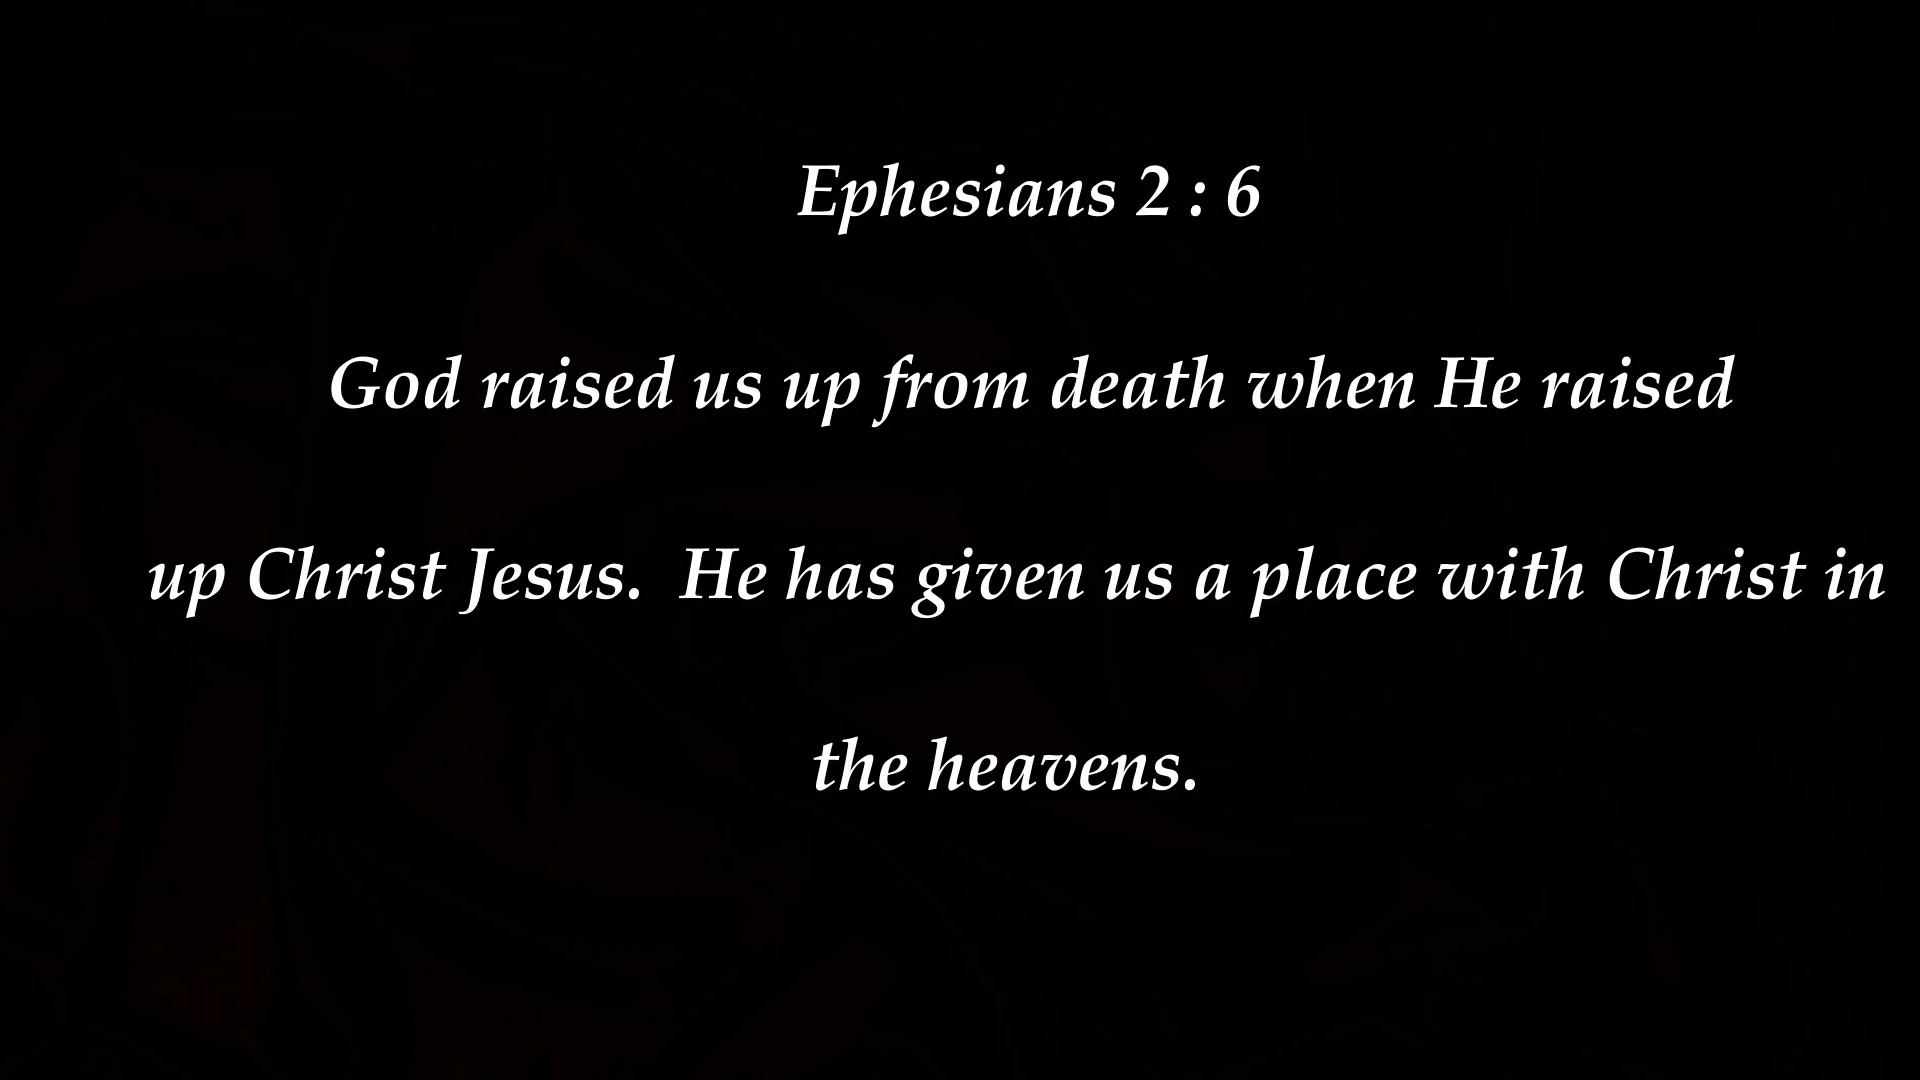 Ephesians 2 : 6
God raised us up from death when He raised
up Christ Jesus.  He has given us a place with Christ in
the heavens.